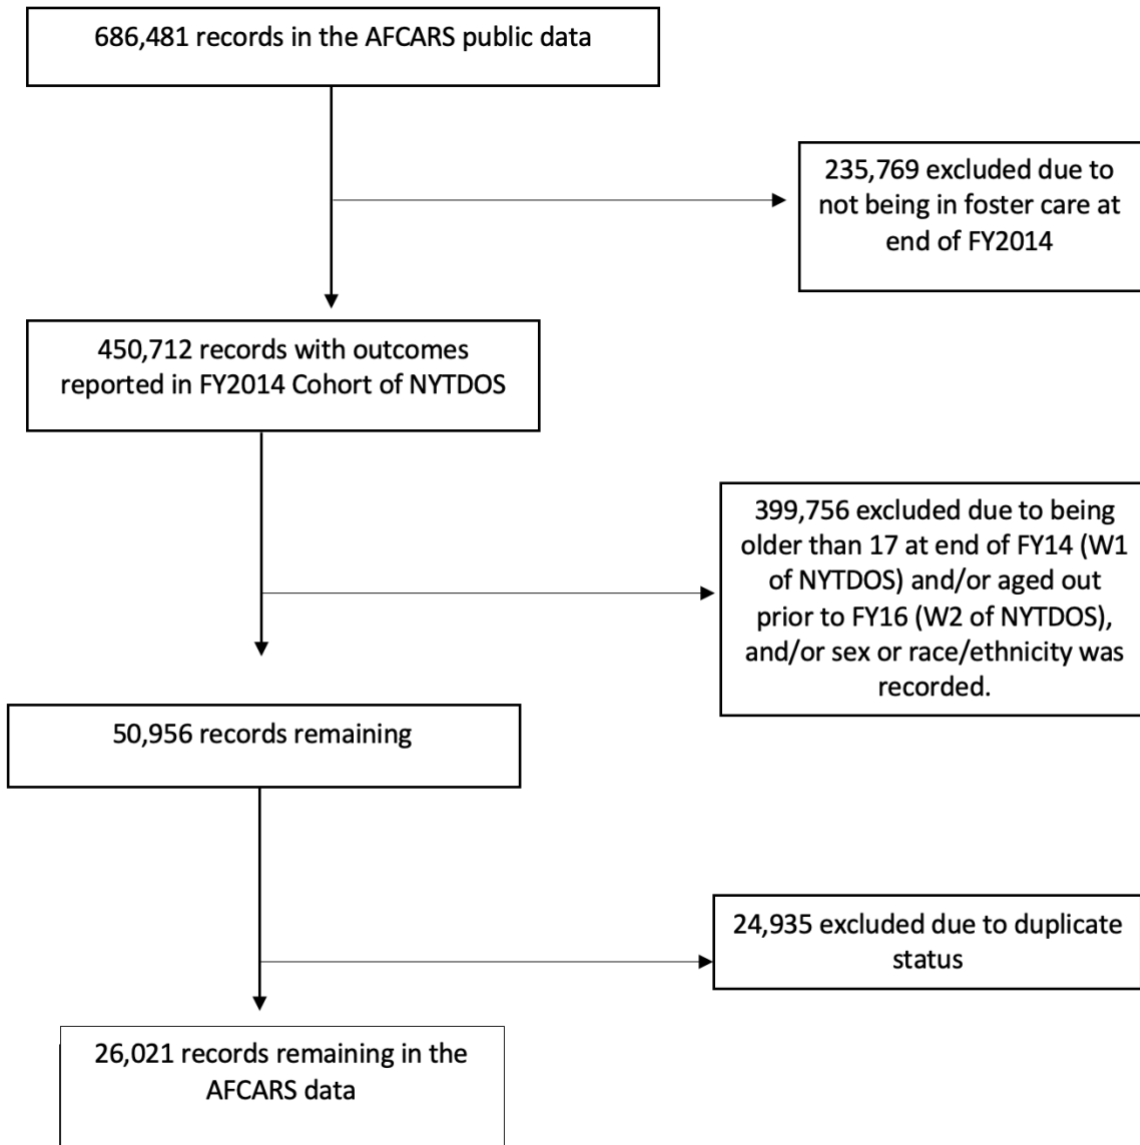 686,481 records in the AFCARS public data
235,769 excluded due to
not being in foster care at
end of FY2014
450,712 records with outcomes
reported in FY2014 Cohort of NYTDOS
399,756 excluded due to being
older than 17 at end of FY14 (W1
of NYTDOS) and/or aged out
prior to FY16 (W2 of NYTDOS),
and/or sex or race/ethnicity was
recorded.
50,956 records remaining
24,935 excluded due to duplicate
status
26,021 records remaining in the
AFCARS data